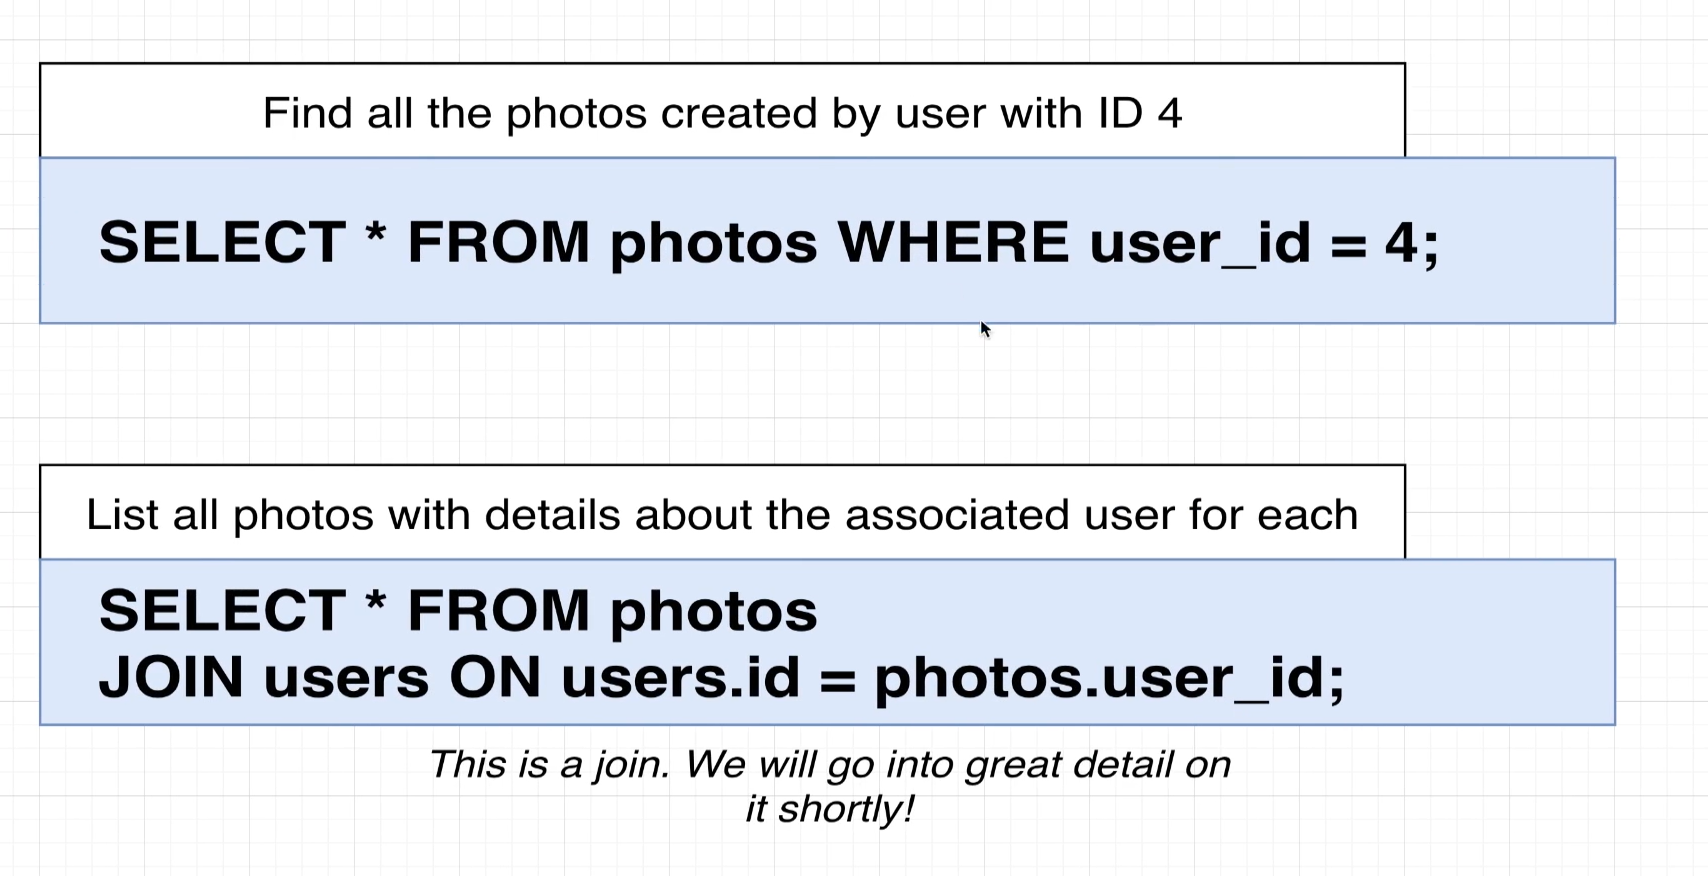 Find all the photos created by user with ID 4
SELECT * FROM photos WHERE user_id = 4;
List all photos with details about the associated user for each
SELECT * FROM photos
JOIN users ON users.id = photos.user_id;
This is a join. We will go into great detail on
it shortly!